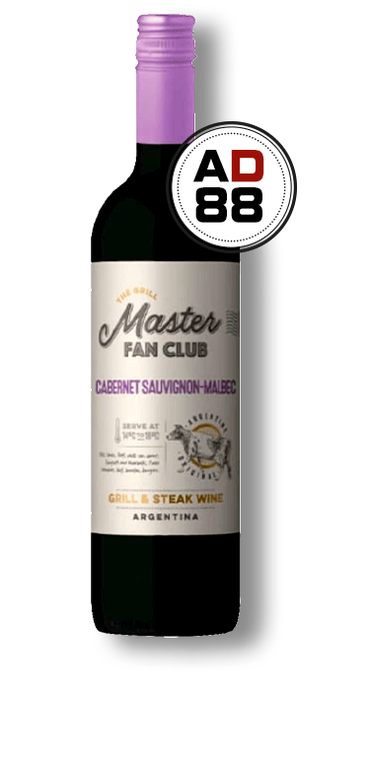 AD
88
THE GRILL
Master
FAN CLUB
CABERNET SAUVIGNON-MALBEC
SERVE AT
ARGENTINA
ORIGINAL
GRILL & STEAK WINE
ARGENTINA